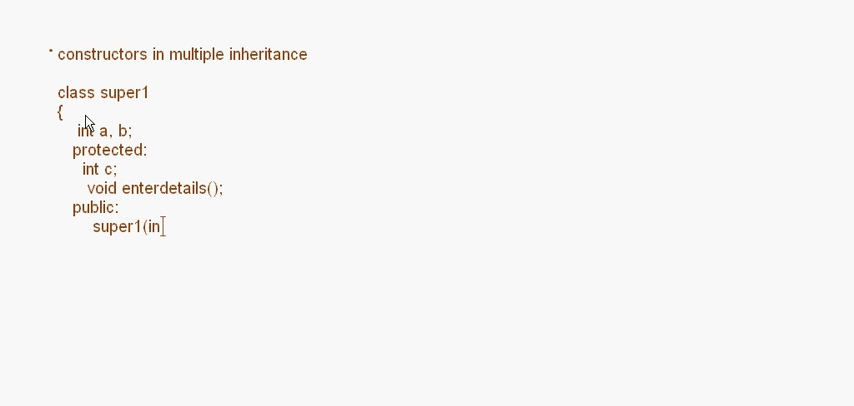 * constructors in multiple inheritance
class super1
{
int a, b;
protected:
int c;
void enterdetails();
public:
super1(in